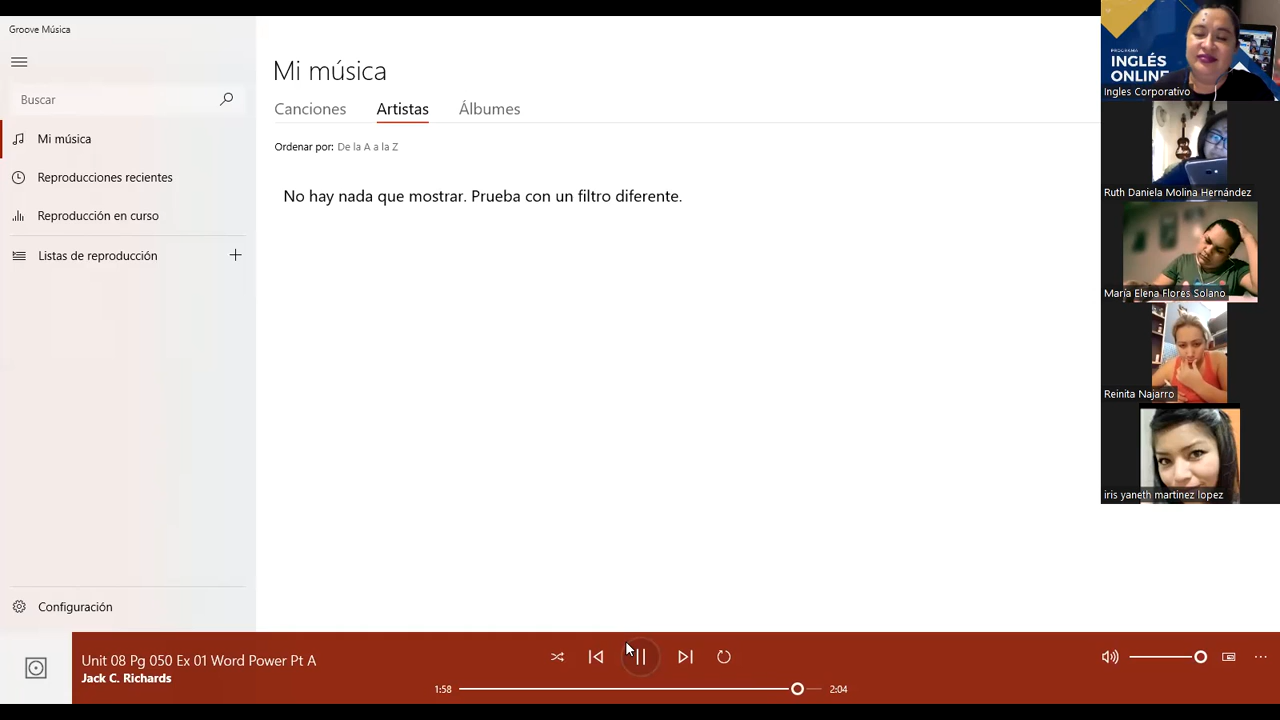 Groove Música
Buscar
Mi música
Reproducciones recientes
Reproducción en curso
Listas de reproducción
Configuración
Mi música
Canciones Artistas Álbumes
Ordenar por: De la A a la Z
No hay nada que mostrar. Prueba con un filtro diferente.
PROGRAMA
INGLÉS
ONLINE
Ingles Corporativo
Ruth Daniela Molina Hernández
María Elena Flores Solano
Reinita Najarro
iris yaneth martinez lopez
Unit 08 Pg 050 Ex 01 Word Power Pt A
Jack C. Richards
1:58 2:04